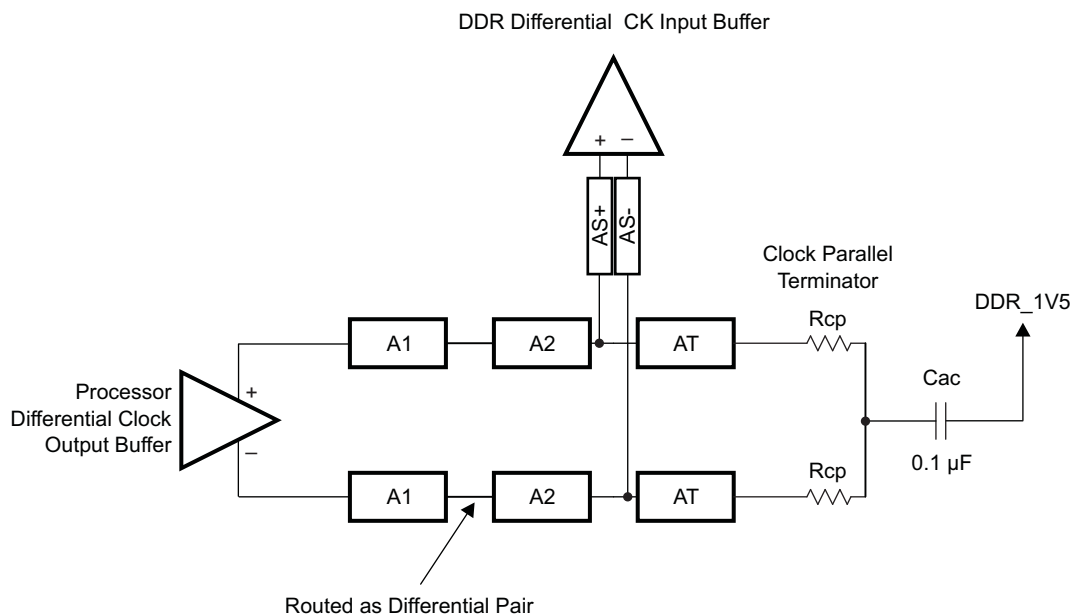 DDR Differential CK Input Buffer
+ –
AS+
AS-
Clock Parallel
Terminator
DDR_1V5
A1
A2
AT
Rcp
Processor
Differential Clock
Output Buffer
+
–
Cac
0.1 µF
A1
A2
AT
Rcp
Routed as Differential Pair